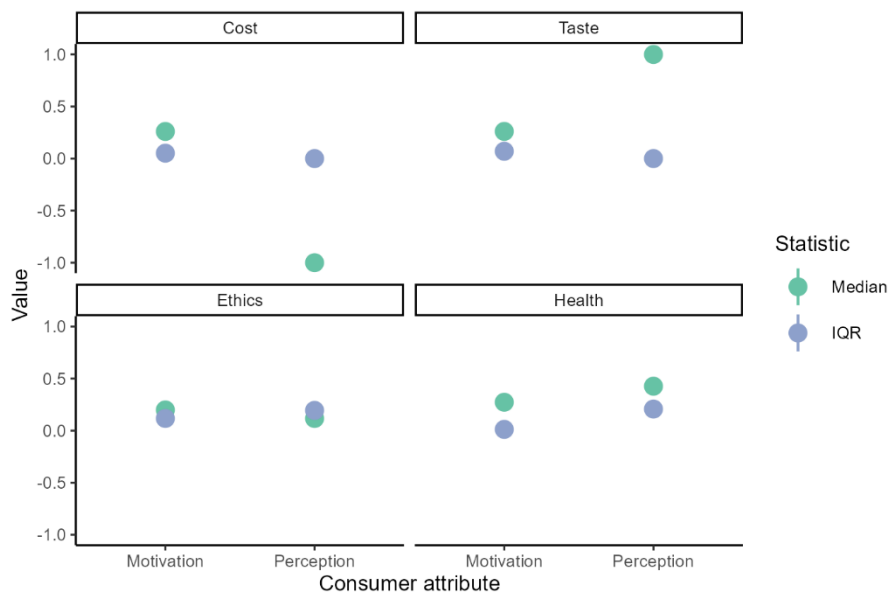 Cost
Taste
1.0
0.5
0.0
-0.5
-1.0
Ethics
Health
1.0
0.5
0.0
-0.5
-1.0
Value
Motivation
Perception
Motivation
Perception
Consumer attribute
Statistic
Median
IQR